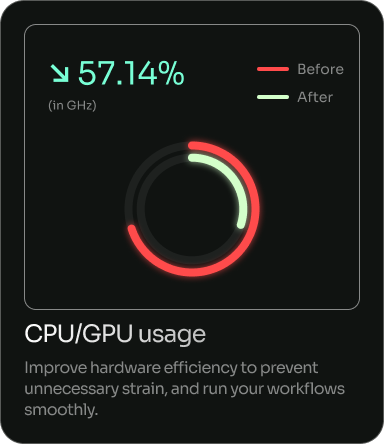 57.14%
(in GHz)
Before
After
CPU/GPU usage
Improve hardware efficiency to prevent
unnecessary strain, and run your workflows
smoothly.